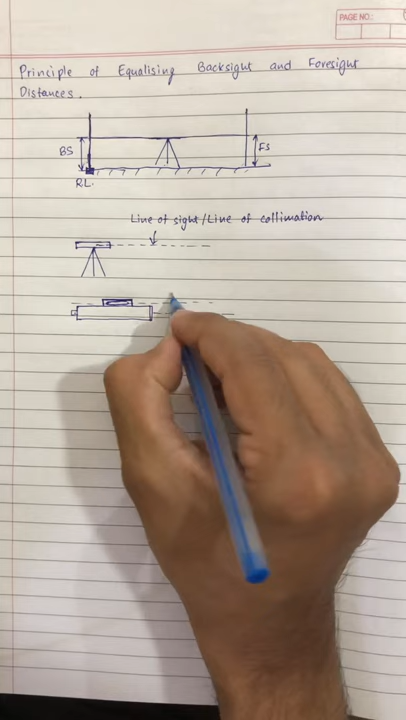 PAGE NO.:
Principle of Equalising Backsight and Foresight
Distances.
BS
FS
RL.
Line of sight/Line of collimation